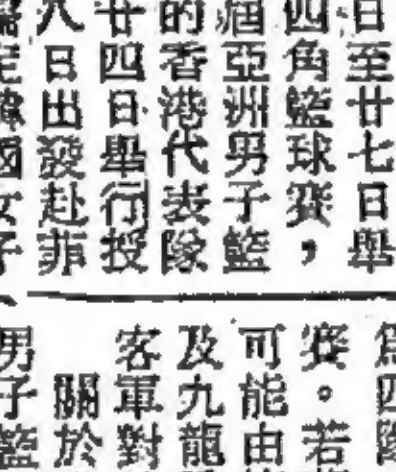 日至廿七日舉
四角籃球賽，
屆亞洲男子籃
的香港代表隊
廿四日舉行授
八日出發赴菲
國女子
爲四隊
賽。若
可能由
及九龍
客軍對
關於
男子籃